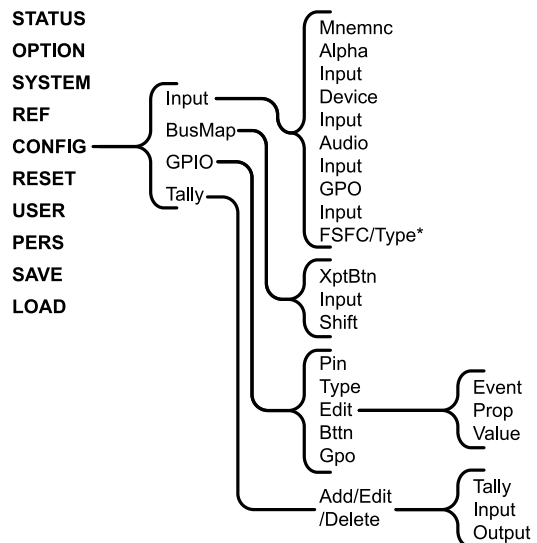 STATUS
OPTION
SYSTEM
REF
CONFIG
RESET
USER
PERS
SAVE
LOAD
Input
BusMap
GPIO
Tally
Mnemnc
Alpha
Input
Device
Input
Audio
Input
GPO
Input
FSFC/Type*
XptBtn
Input
Shift
Pin
Type
Edit
Bttn
Gpo
Event
Prop
Value
Add/Edit
/Delete
Tally
Input
Output